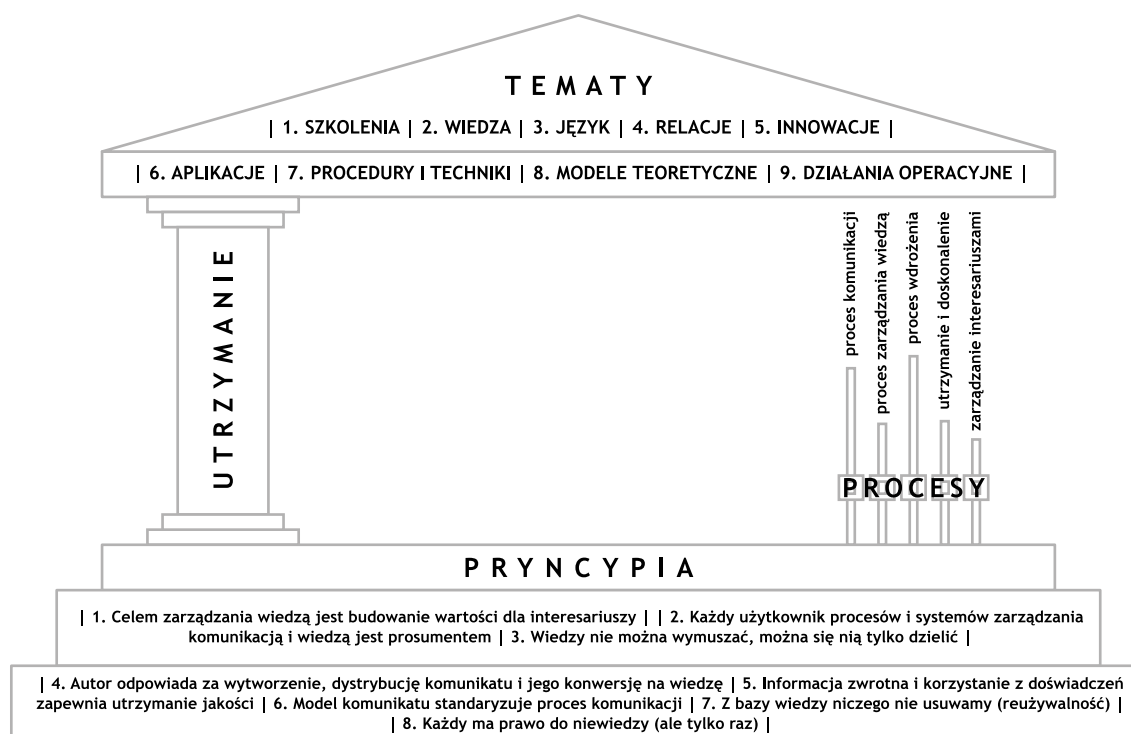 TEMATY
| 1. SZKOLENIA | 2. WIEDZA | 3. JĘZYK | 4. RELACJE | 5. INNOWACJE |
| 6. APLIKACJE | 7. PROCEDURY I TECHNIKI | 8. MODELE TEORETYCZNE | 9. DZIAŁANIA OPERACYJNE |
UTRZYMANIE
proces komunikacji
proces zarządzania wiedzą
proces wdrożenia
utrzymanie i doskonalenie
zarządzanie interesariuszami
PROCESY
PRYNCYPIA
| 1. Celem zarządzania wiedzą jest budowanie wartości dla interesariuszy | | 2. Każdy użytkownik procesów i systemów zarządzania
komunikacją i wiedzą jest prosumentem | 3. Wiedzy nie można wymuszać, można się nią tylko dzielić |
| 4. Autor odpowiada za wytworzenie, dystrybucję komunikatu i jego konwersję na wiedzę | 5. Informacja zwrotna i korzystanie z doświadczeń
zapewnia utrzymanie jakości | 6. Model komunikatu standaryzuje proces komunikacji | 7. Z bazy wiedzy niczego nie usuwamy (reużywalność) |
| 8. Każdy ma prawo do niewiedzy (ale tylko raz) |